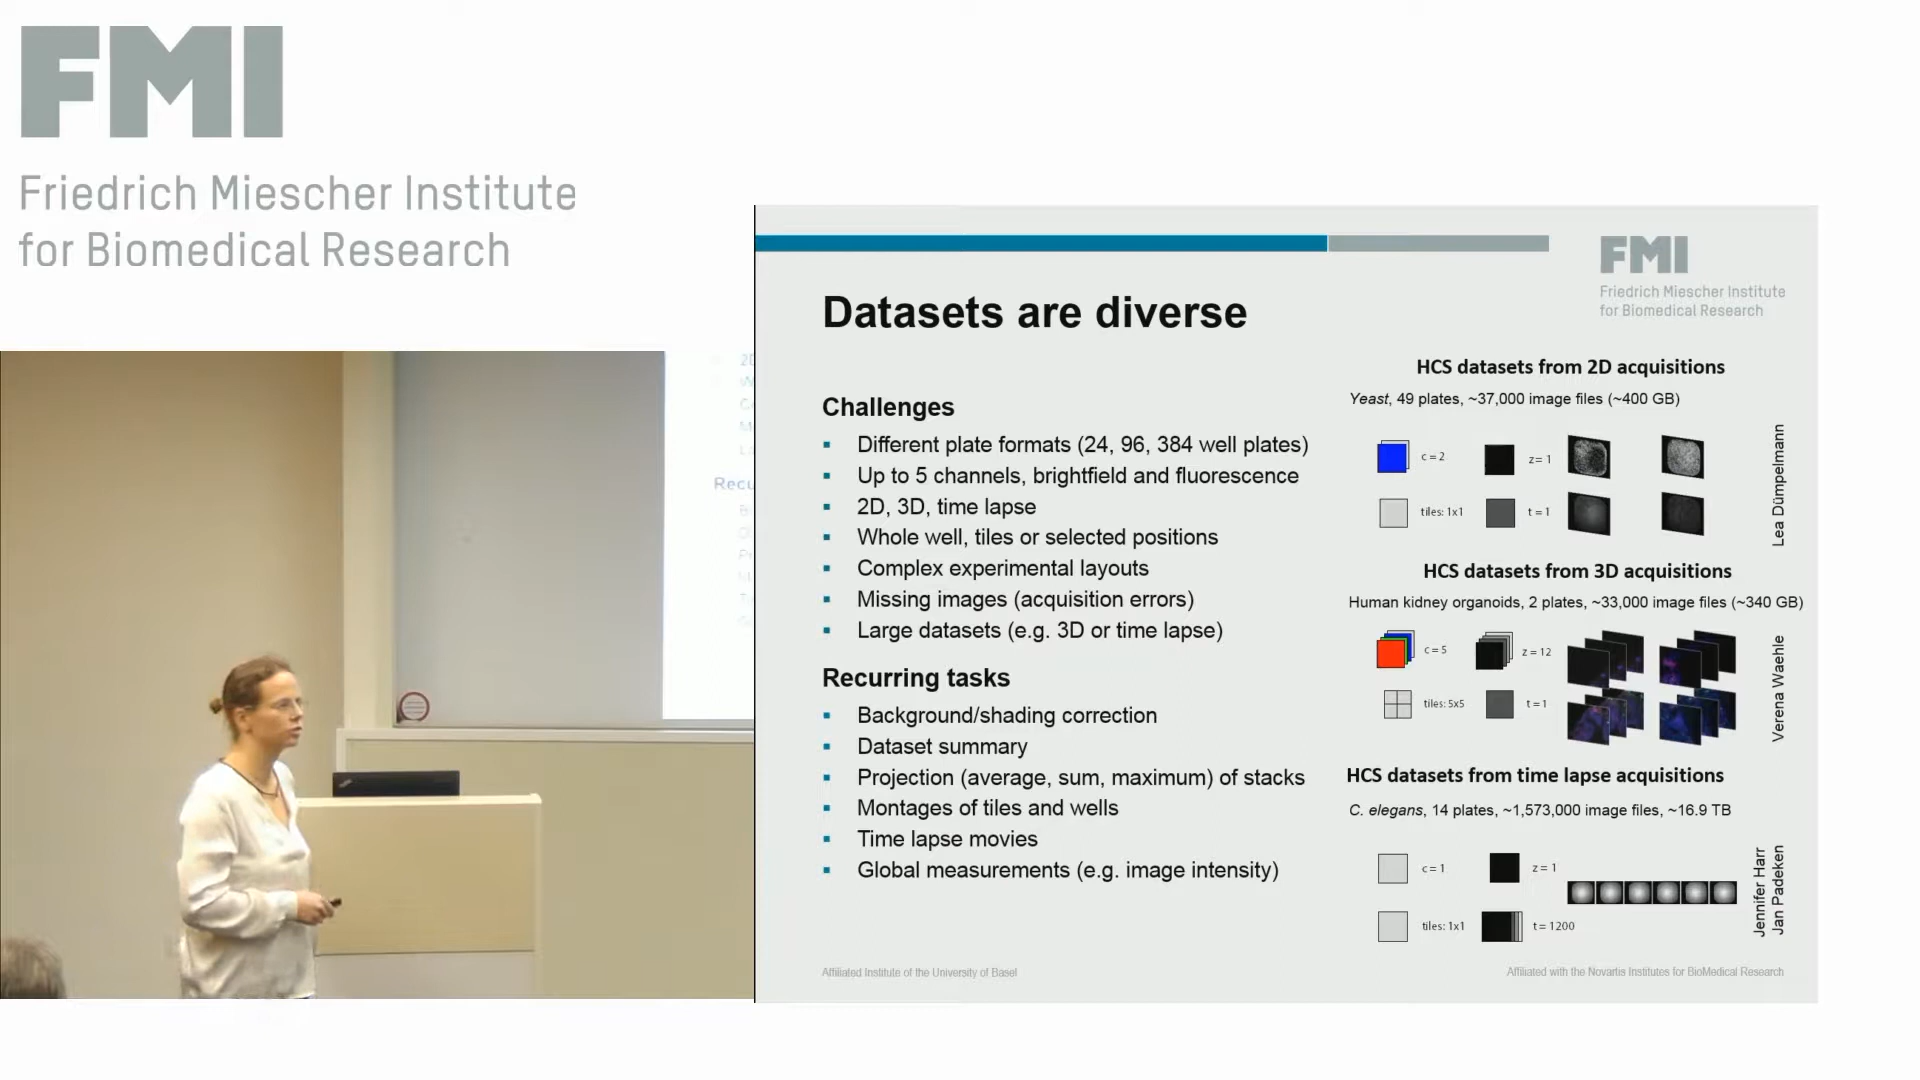 FMI
Friedrich Miescher Institute
for Biomedical Research
Recu
FMI
Friedrich Miescher Institute
for Biomedical Research
Datasets are diverse
Challenges
▪ Different plate formats (24, 96, 384 well plates)
▪ Up to 5 channels, brightfield and fluorescence
▪ 2D, 3D, time lapse
▪ Whole well, tiles or selected positions
▪ Complex experimental layouts
▪ Missing images (acquisition errors)
▪ Large datasets (e.g. 3D or time lapse)
Recurring tasks
▪ Background/shading correction
▪ Dataset summary
▪ Projection (average, sum, maximum) of stacks
▪ Montages of tiles and wells
▪ Time lapse movies
▪ Global measurements (e.g. image intensity)
HCS datasets from 2D acquisitions
Yeast, 49 plates, ~37,000 image files (~400 GB)
c = 2
z = 1
tiles: 1x1
t = 1
Lea Dümpelmann
HCS datasets from 3D acquisitions
Human kidney organoids, 2 plates, ~33,000 image files (~340 GB)
c = 5
z = 12
tiles: 5x5
t = 1
Verena Waehle
HCS datasets from time lapse acquisitions
C. elegans, 14 plates, ~1,573,000 image files, ~16.9 TB
c = 1
z = 1
tiles: 1x1
t = 1200
Jennifer Harr
Jan Padeken
Affiliated Institute of the University of Basel
Affiliated with the Novartis Institutes for BioMedical Research